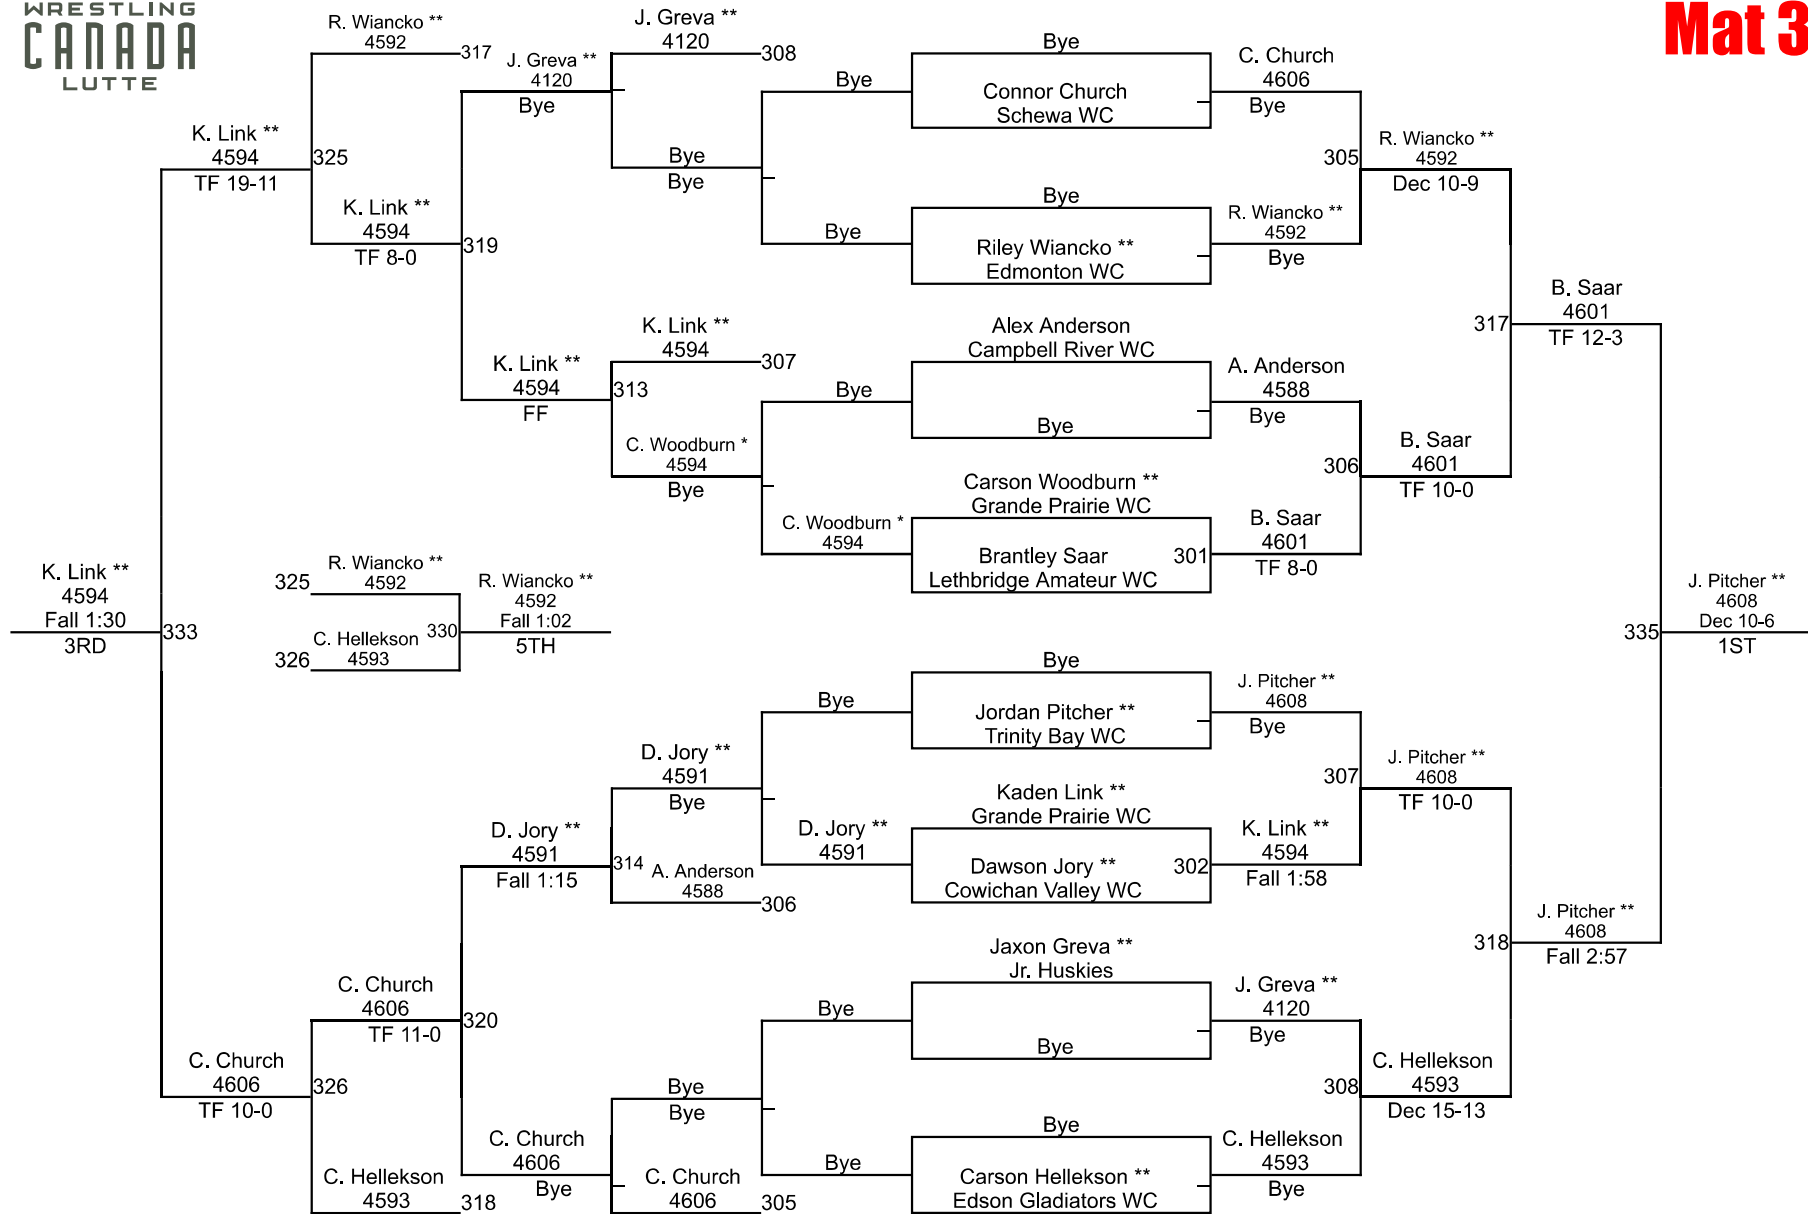 WRESTLING
CANADA
LUTTE
Mat 3
R. Wiancko **
4592
317
J. Greva **
4120
Bye
J. Greva **
4120
308
K. Link **
4594
TF 19-11
325
K. Link **
4594
TF 8-0
319
Bye
Bye
Bye
Bye
Connor Church
Schewa WC
C. Church
4606
Bye
305
R. Wiancko **
4592
Dec 10-9
Bye
Bye
Riley Wiancko **
Edmonton WC
R. Wiancko **
4592
Bye
B. Saar
4601
TF 12-3
317
K. Link **
4594
307
K. Link **
4594
FF
313
C. Woodburn *
4594
Bye
Bye
Alex Anderson
Campbell River WC
Bye
A. Anderson
4588
Bye
306
B. Saar
4601
TF 10-0
C. Woodburn *
4594
Carson Woodburn **
Grande Prairie WC
Brantley Saar
Lethbridge Amateur WC
301
B. Saar
4601
TF 8-0
K. Link **
4594
Fall 1:30
3RD
333
325
R. Wiancko **
4592
326
C. Hellekson
4593
330
R. Wiancko **
4592
Fall 1:02
5TH
335
J. Pitcher **
4608
Dec 10-6
1ST
Bye
Bye
Jordan Pitcher **
Trinity Bay WC
J. Pitcher **
4608
Bye
D. Jory **
4591
Bye
307
J. Pitcher **
4608
TF 10-0
D. Jory **
4591
Kaden Link **
Grande Prairie WC
Dawson Jory **
Cowichan Valley WC
302
K. Link **
4594
Fall 1:58
D. Jory **
4591
Fall 1:15
314
A. Anderson
4588
306
318
J. Pitcher **
4608
Fall 2:57
C. Church
4606
TF 11-0
320
Bye
Jaxon Greva **
Jr. Huskies
Bye
J. Greva **
4120
Bye
C. Church
4606
TF 10-0
326
Bye
Bye
308
C. Hellekson
4593
Dec 15-13
C. Church
4606
Bye
Bye
Bye
Carson Hellekson **
Edson Gladiators WC
C. Hellekson
4593
Bye
C. Hellekson
4593
318
C. Church
4606
305